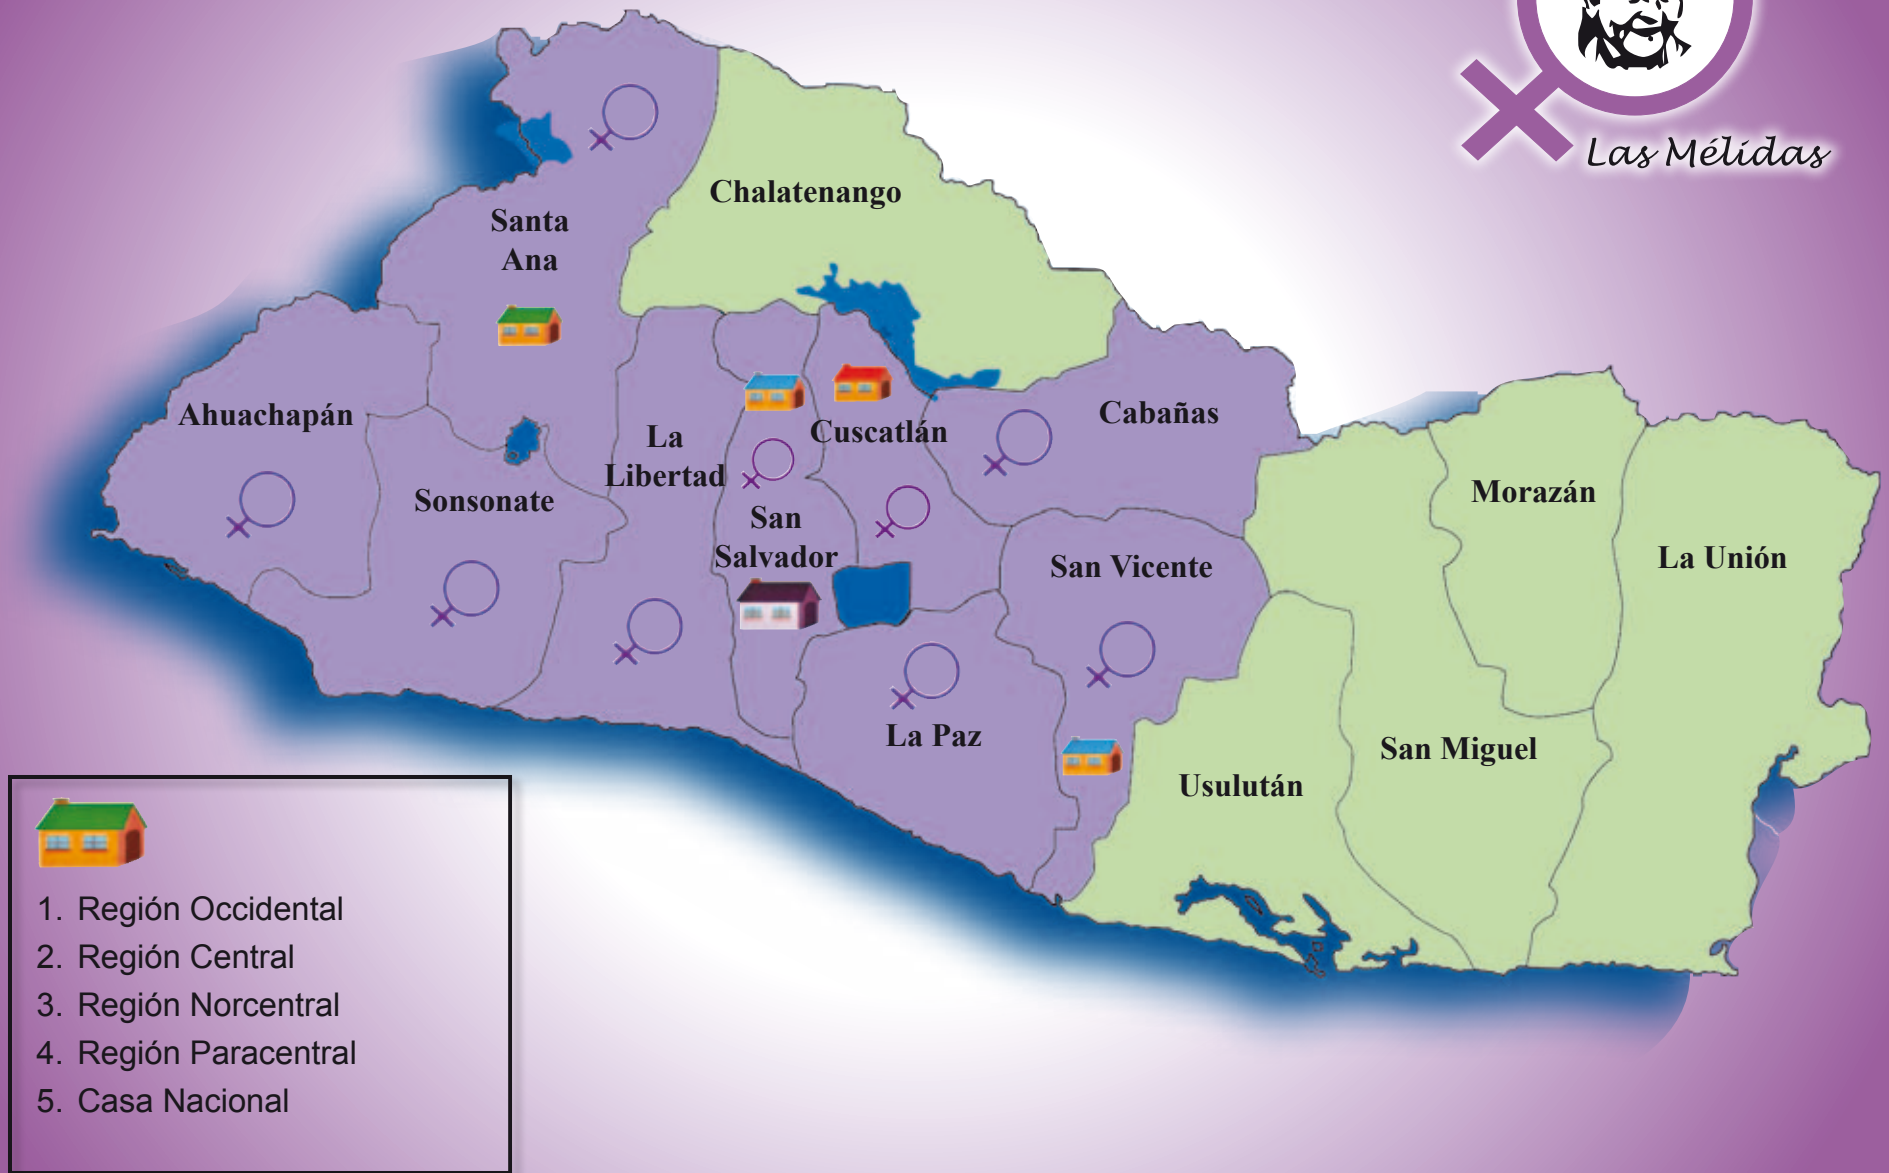 Las Mélidas
Chalatenango
Santa
Ana
Ahuachapán
Sonsonate
La
Libertad
Cuscatlán
Cabañas
San
Salvador
San Vicente
La Paz
Morazán
La Unión
San Miguel
Usulután
1. Región Occidental
2. Región Central
3. Región Norcentral
4. Región Paracentral
5. Casa Nacional